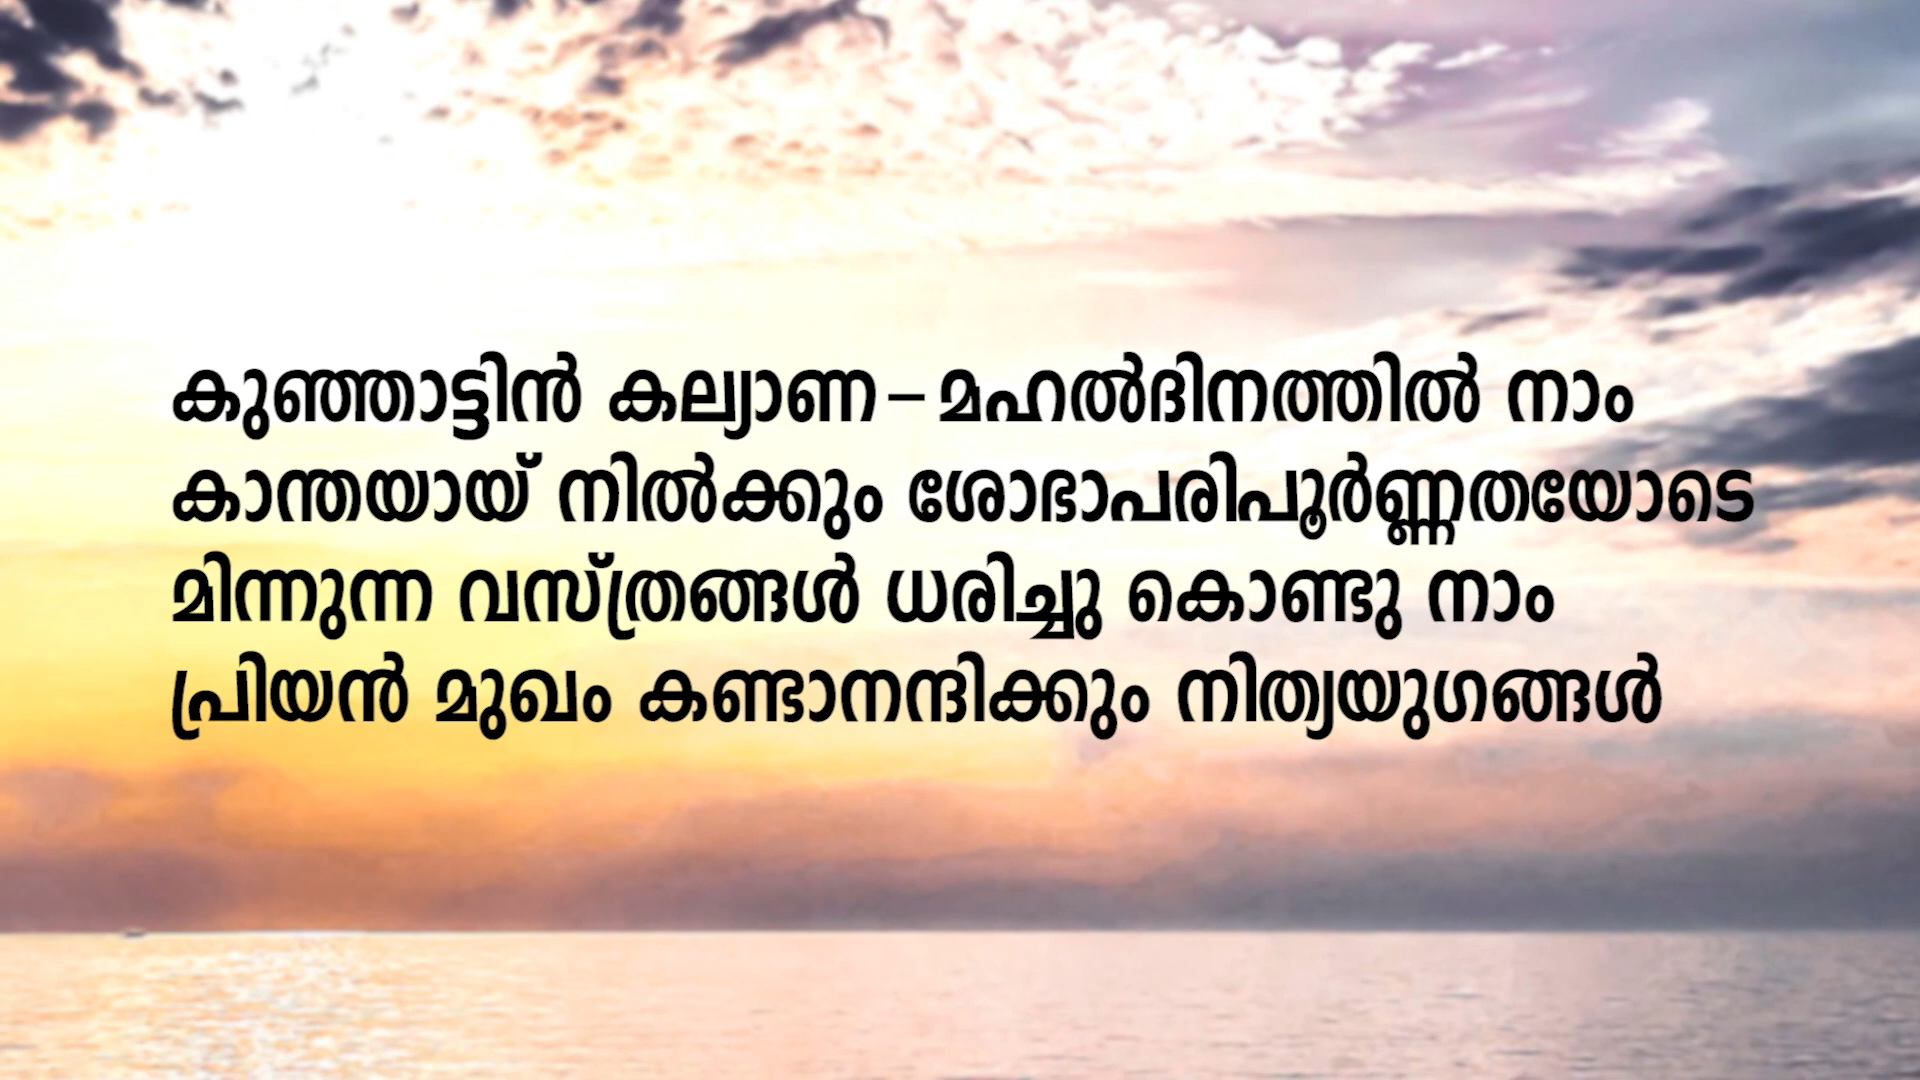 കുഞ്ഞാട്ടിൻ കല്യാണ-മഹൽദിനത്തിൽ നാം
കാന്തയായ് നിൽക്കും ശോഭാപരിപൂർണ്ണതയോടെ
മിന്നുന്ന വസ്ത്രങ്ങൾ ധരിച്ചു കൊണ്ടു നാം
പ്രിയൻ മുഖം കണ്ടാനന്ദിക്കും നിത്യയുഗങ്ങൾ